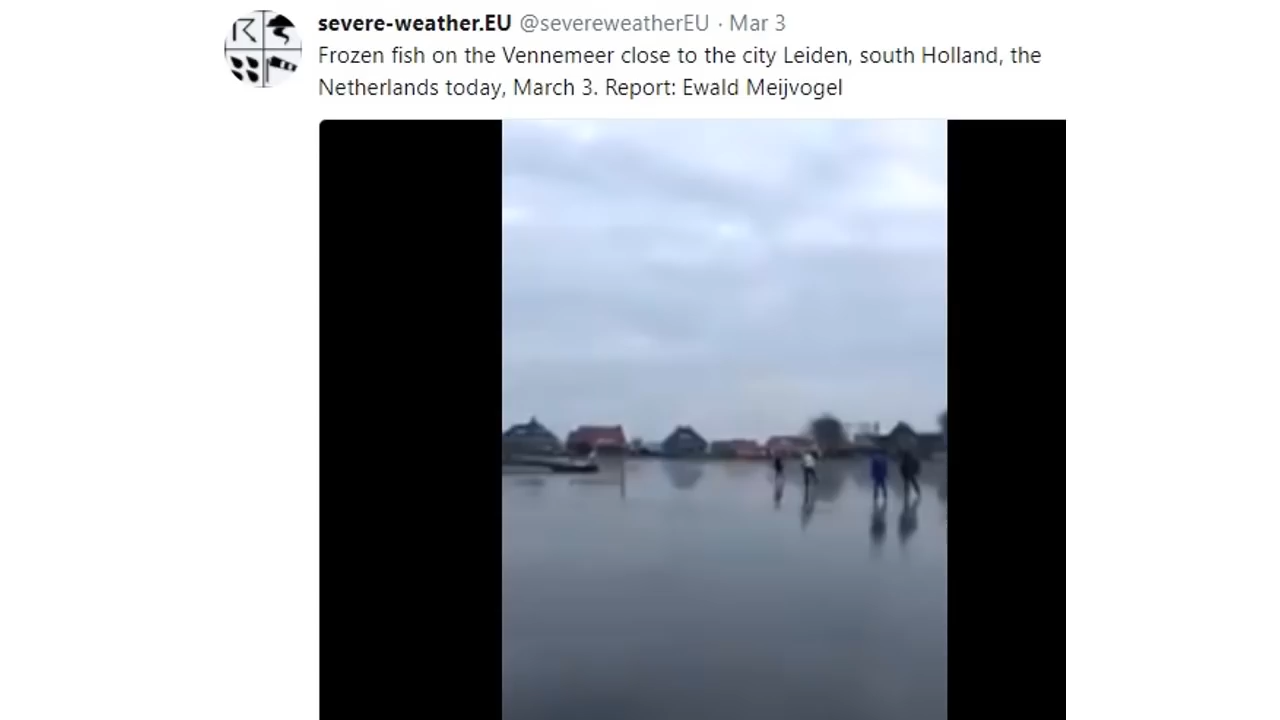 severe-weather.EU @severeweatherEU · Mar 3
Frozen fish on the Vennemeer close to the city Leiden, south Holland, the
Netherlands today, March 3. Report: Ewald Meijvogel